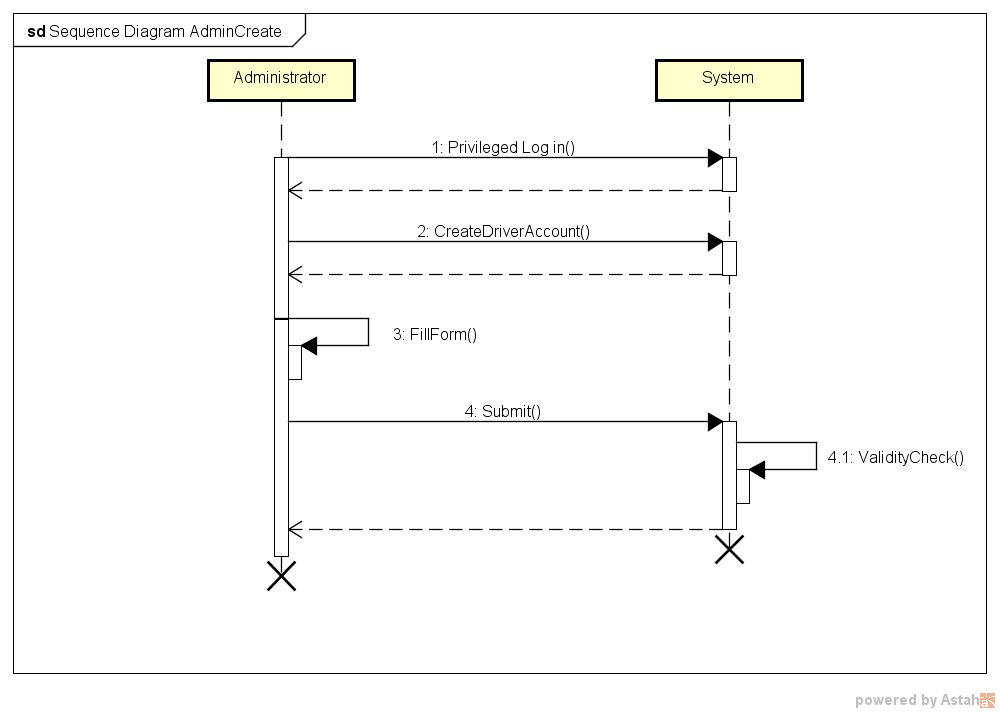 sd Sequence Diagram AdminCreate
Administrator
System
1: Privileged Log in()
2: CreateDriverAccount()
3: FillForm()
4: Submit()
4.1: ValidityCheck()
powered by Astah